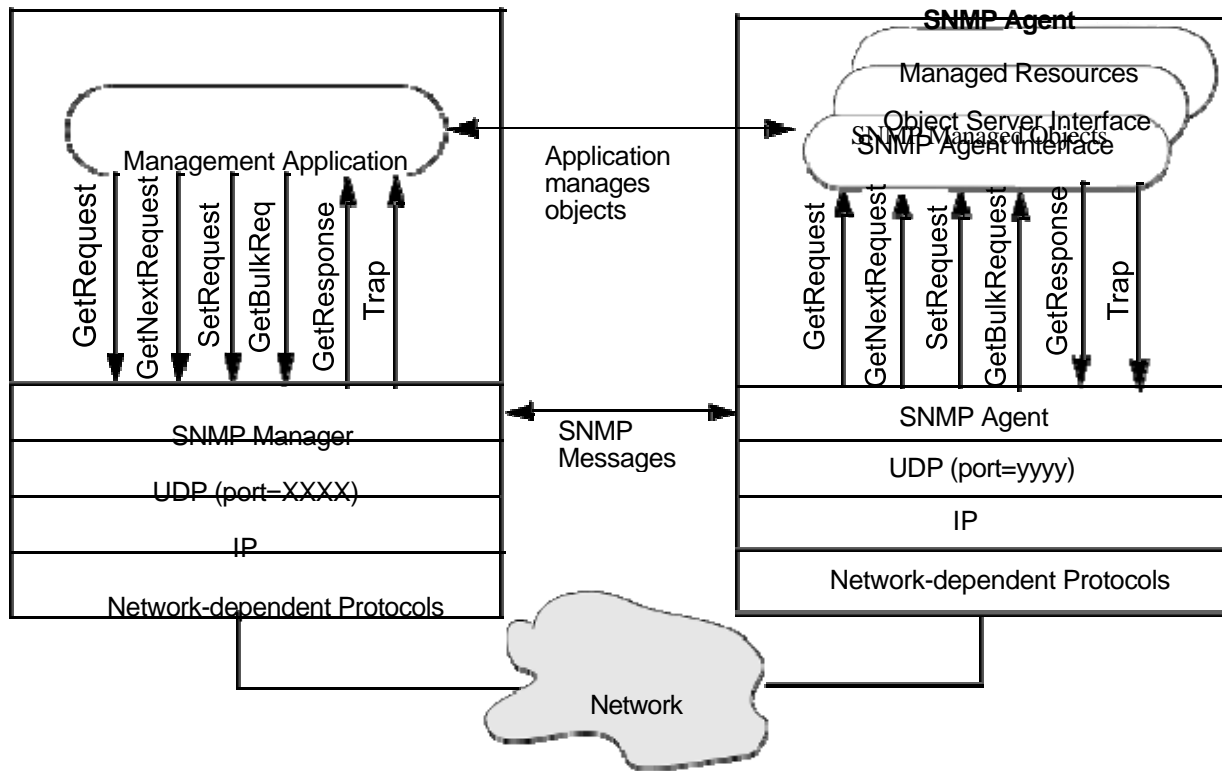 SNMP Agent
Managed Resources
Object Server Interface
SNMP Managed Objects
SNMP Agent Interface
Management Application
Application
manages
objects
GetRequest
GetNextRequest
SetRequest
GetBulkReq
GetResponse
Trap
GetRequest
GetNextRequest
SetRequest
GetBulkRequest
GetResponse
Trap
SNMP Manager
UDP (port=XXXX)
IP
Network-dependent Protocols
SNMP
Messages
SNMP Agent
UDP (port=yyyy)
IP
Network-dependent Protocols
Network